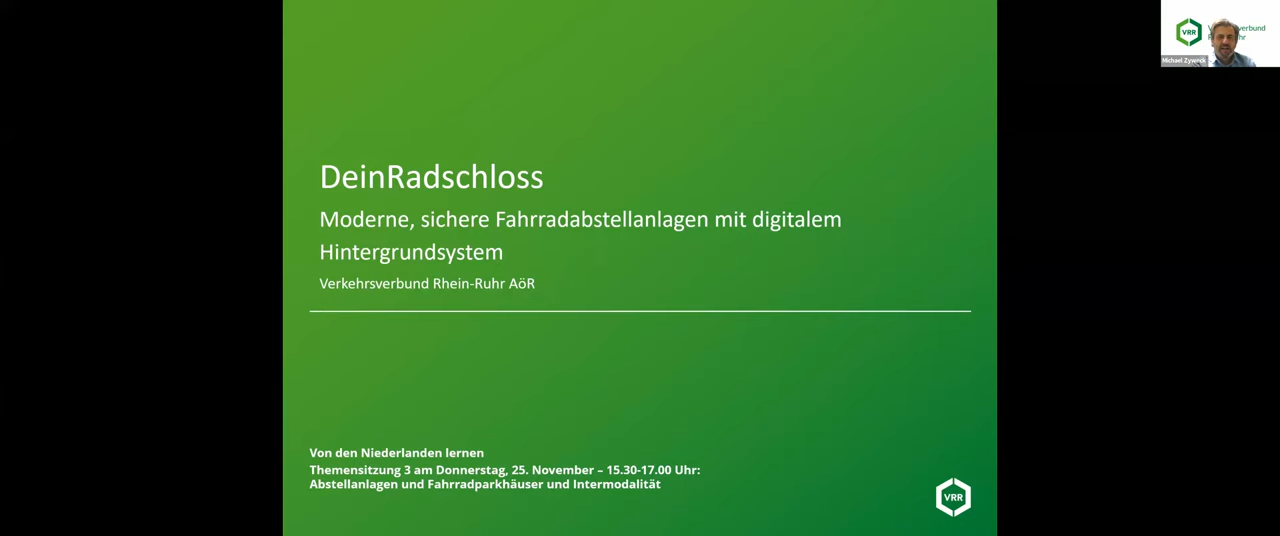 DeinRadschloss
Moderne, sichere Fahrradabstellanlagen mit digitalem
Hintergrundsystem
Verkehrsverbund Rhein-Ruhr AöR
Von den Niederlanden lernen
Themensitzung 3 am Donnerstag, 25. November – 15.30-17.00 Uhr:
Abstellanlagen und Fahrradparkhäuser und Intermodalität
VRR
VRR
Michael